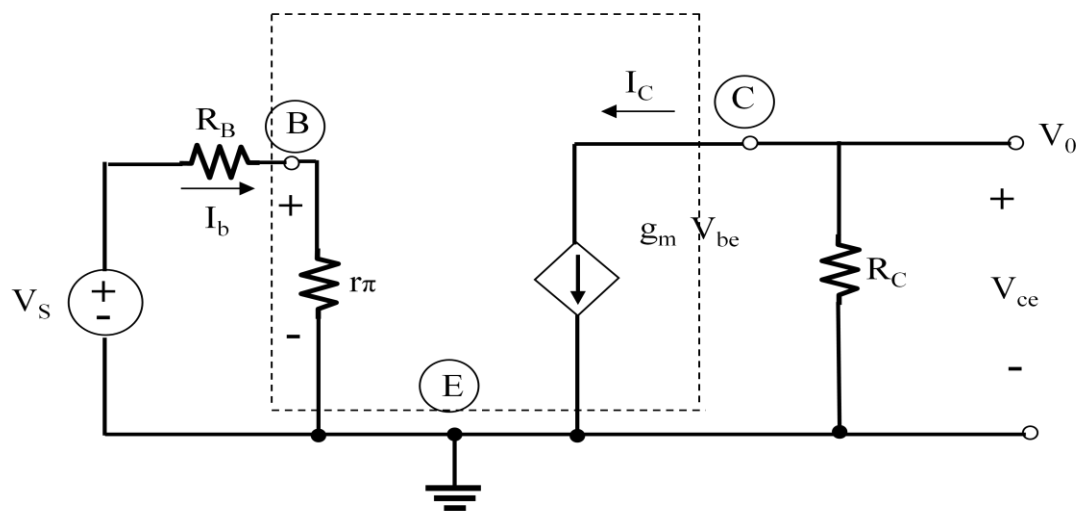 I_C
C
R_B
B
V_0
+
+
I_b
g_m V_be
V_S
+
-
rπ
R_C
V_ce
-
-
E